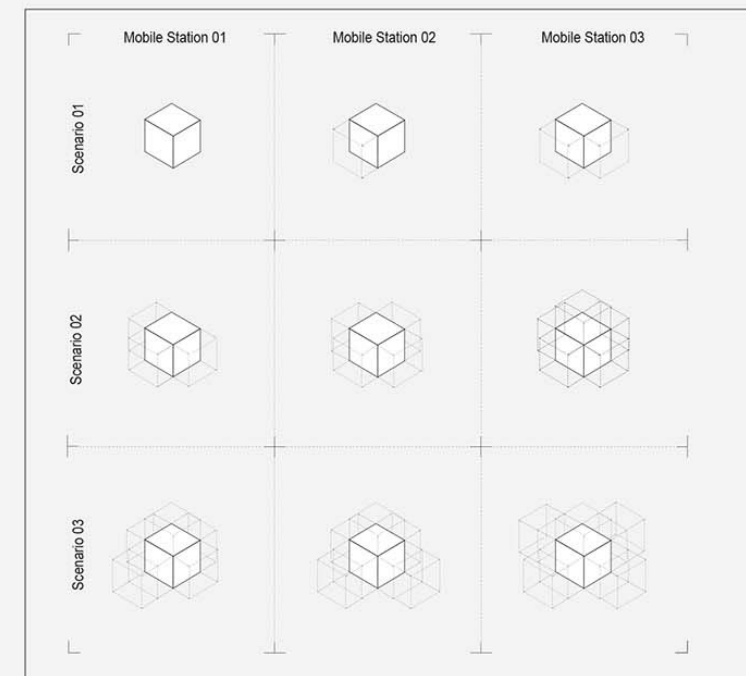 Mobile Station 01
Mobile Station 02
Mobile Station 03
Scenario 01
Scenario 02
Scenario 03